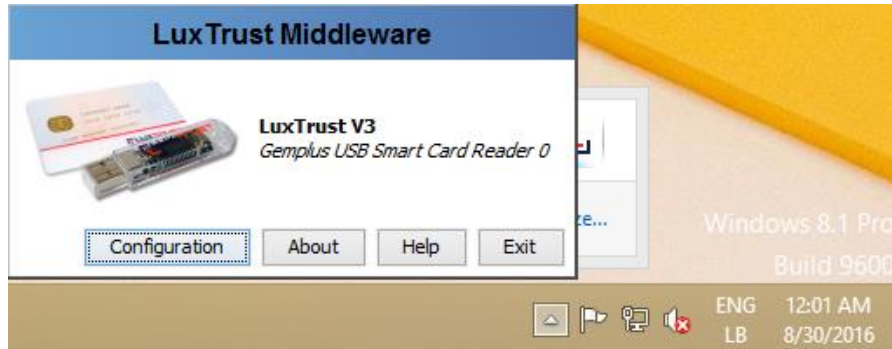 LuxTrust Middleware
LuxTrust V3
Gemplus USB Smart Card Reader 0
Configuration
About
Help
Exit
ze...
Windows 8.1 Pro
Build 9600
ENG
LB
12:01 AM
8/30/2016